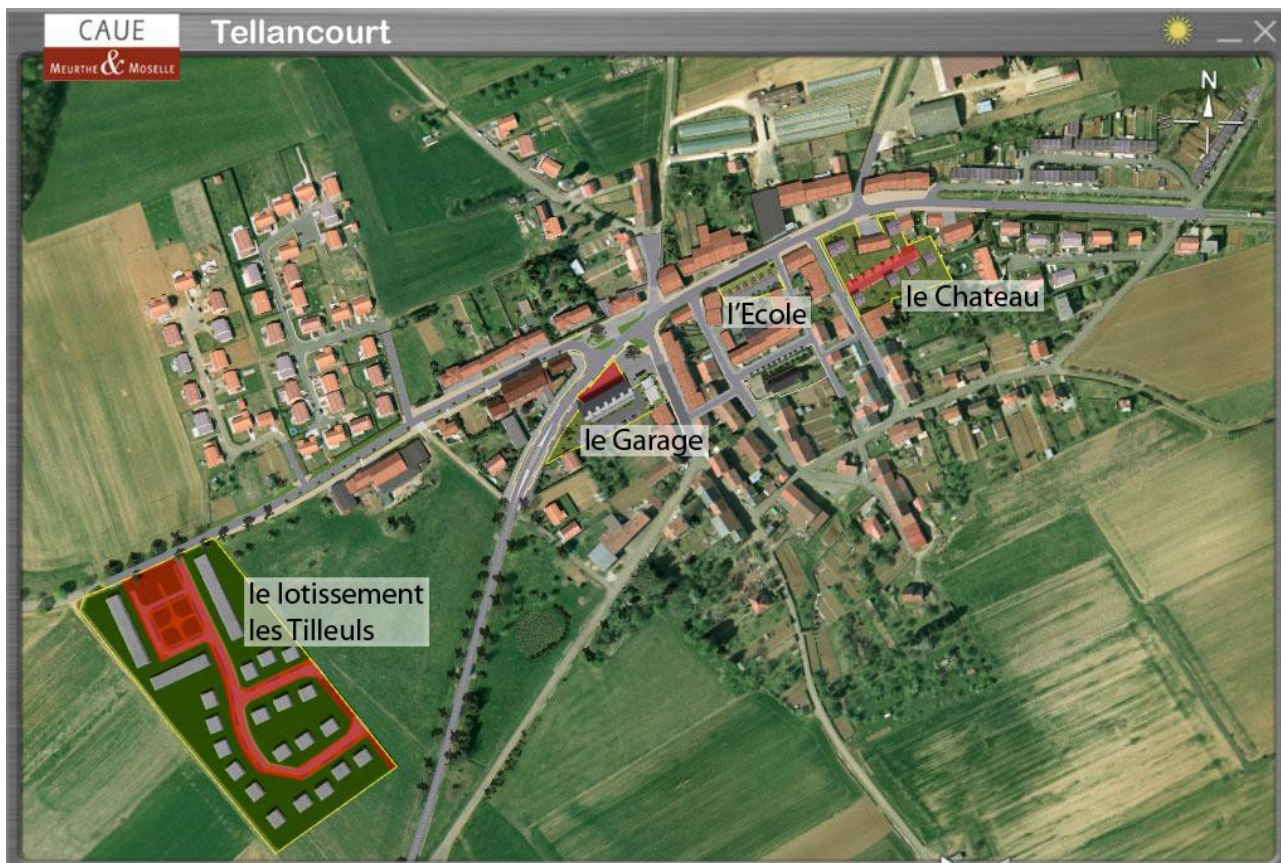 CAUE
MEURTHE & MOSELLE
Tellancourt
N
l'Ecole
le Chateau
le Garage
le lotissement
les Tilleuls